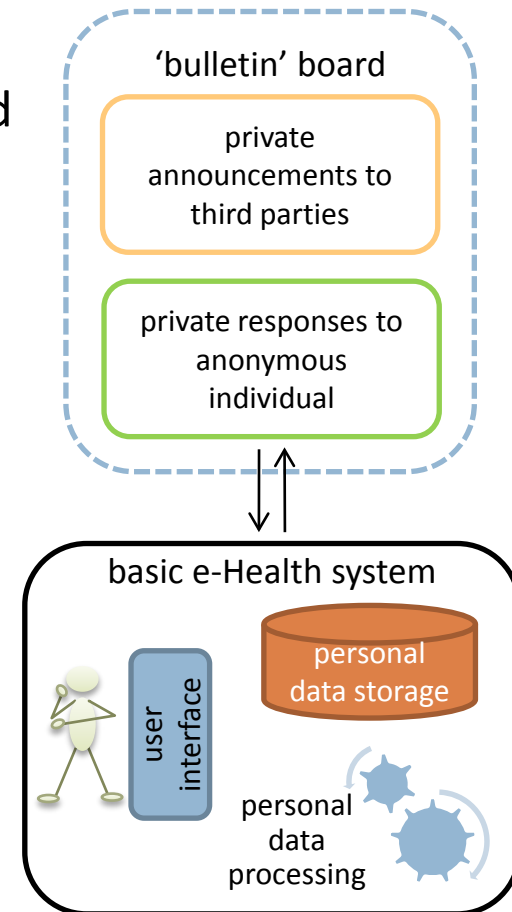 d
'bulletin' board
private
announcements to
third parties
private responses to
anonymous
individual
basic e-Health system
personal
data storage
user
interface
personal
data
processing